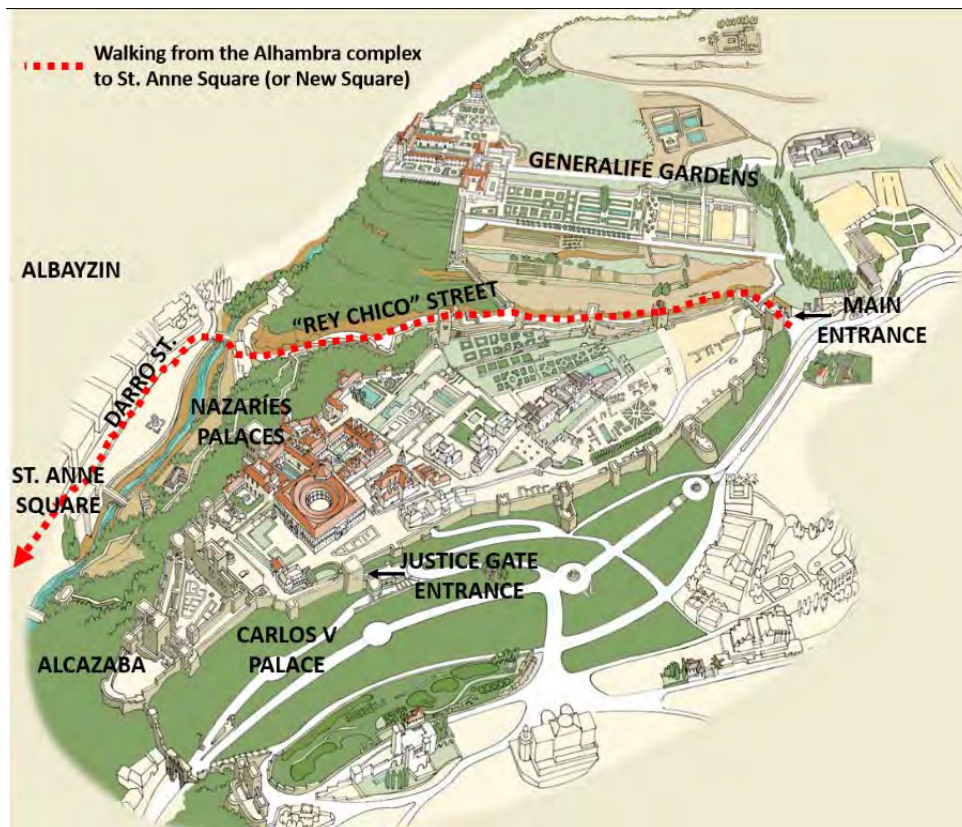 Walking from the Alhambra complex
to St. Anne Square (or New Square)
GENERALIFE GARDENS
ALBAYZIN
"REY CHICO" STREET
MAIN
ENTRANCE
DARRO ST.
NAZARÍES
PALACES
ST. ANNE
SQUARE
JUSTICE GATE
ENTRANCE
CARLOS V
PALACE
ALCAZABA